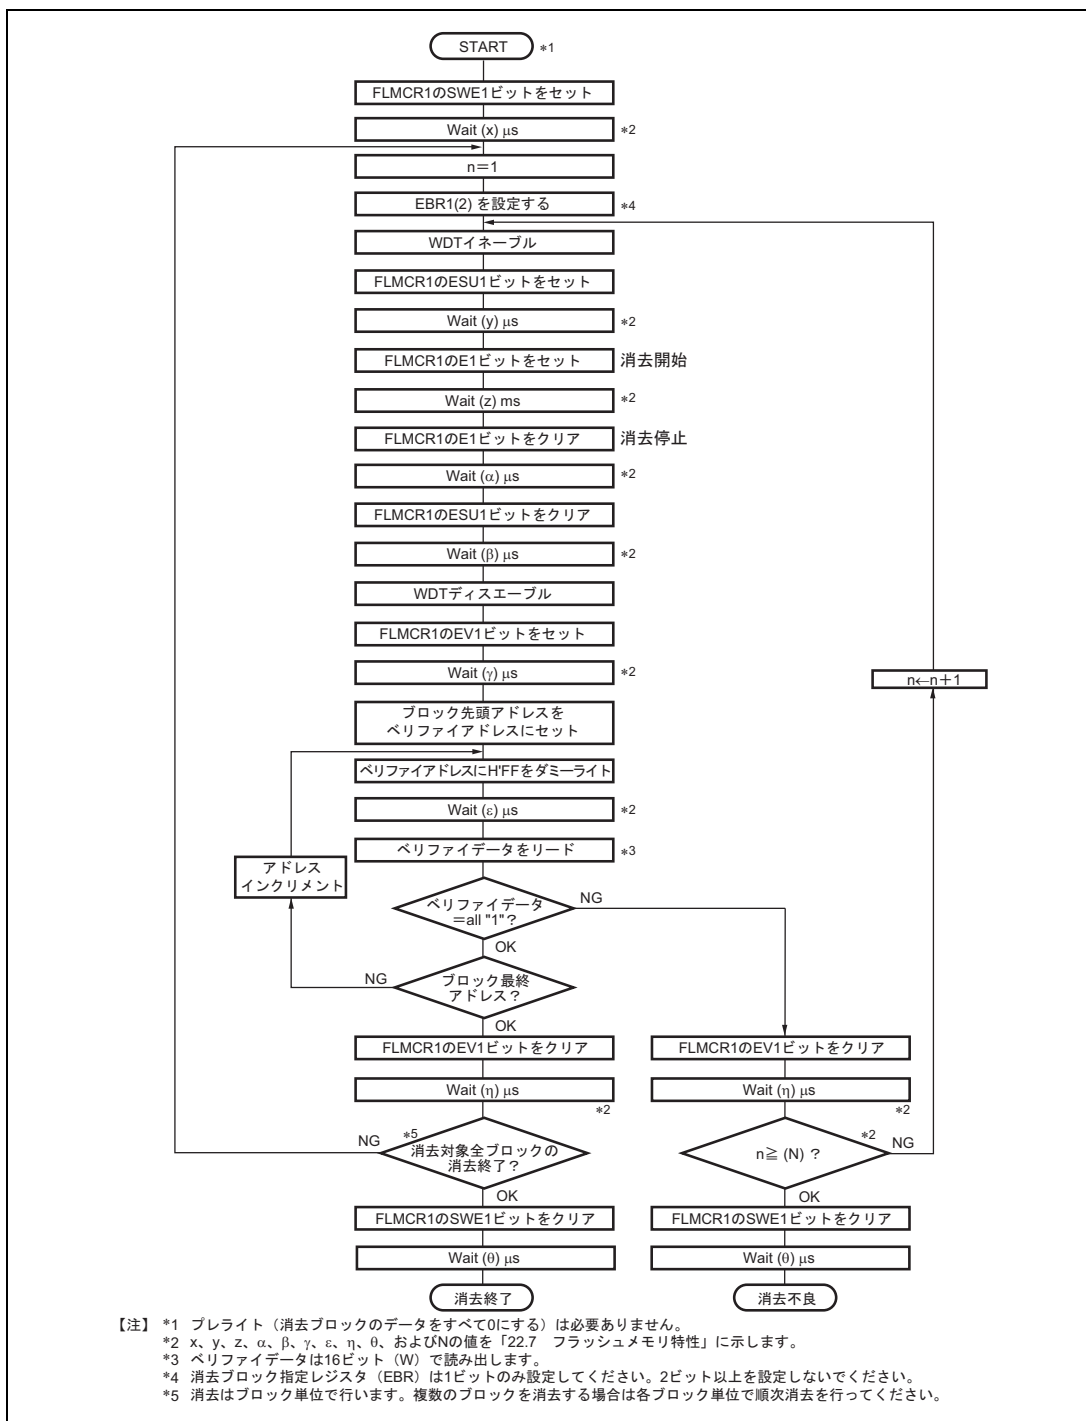 START *1
FLMCR1のSWE1ビットをセット
Wait (x) μs *2
n=1
EBR1(2) を設定する *4
WDTイネーブル
FLMCR1のESU1ビットをセット
Wait (y) μs *2
FLMCR1のE1ビットをセット 消去開始
Wait (z) ms *2
FLMCR1のE1ビットをクリア 消去停止
Wait (α) μs *2
FLMCR1のESU1ビットをクリア
Wait (β) μs *2
WDTディスエーブル
FLMCR1のEV1ビットをセット
Wait (γ) μs *2
n←n+1
ブロック先頭アドレスを
ベリファイアドレスにセット
ベリファイアドレスにH'FFをダミーライト
Wait (ε) μs *2
ベリファイデータをリード *3
アドレス
インクリメント
ベリファイデータ
=all "1"?
NG
OK
ブロック最終
アドレス?
NG
OK
FLMCR1のEV1ビットをクリア
FLMCR1のEV1ビットをクリア
Wait (η) μs
*2
Wait (η) μs
*2
NG
*5
消去対象全ブロックの
消去終了?
OK
n≧ (N) ?
*2
NG
OK
FLMCR1のSWE1ビットをクリア
FLMCR1のSWE1ビットをクリア
Wait (θ) μs
Wait (θ) μs
消去終了
消去不良
【注】 *1 プレライト（消去ブロックのデータをすべて0にする）は必要ありません。
*2 x、y、z、α、β、γ、ε、η、θ、およびNの値を「22.7 フラッシュメモリ特性」に示します。
*3 ベリファイデータは16ビット（W）で読み出します。
*4 消去ブロック指定レジスタ（EBR）は1ビットのみ設定してください。2ビット以上を設定しないでください。
*5 消去はブロック単位で行います。複数のブロックを消去する場合は各ブロック単位で順次消去を行ってください。